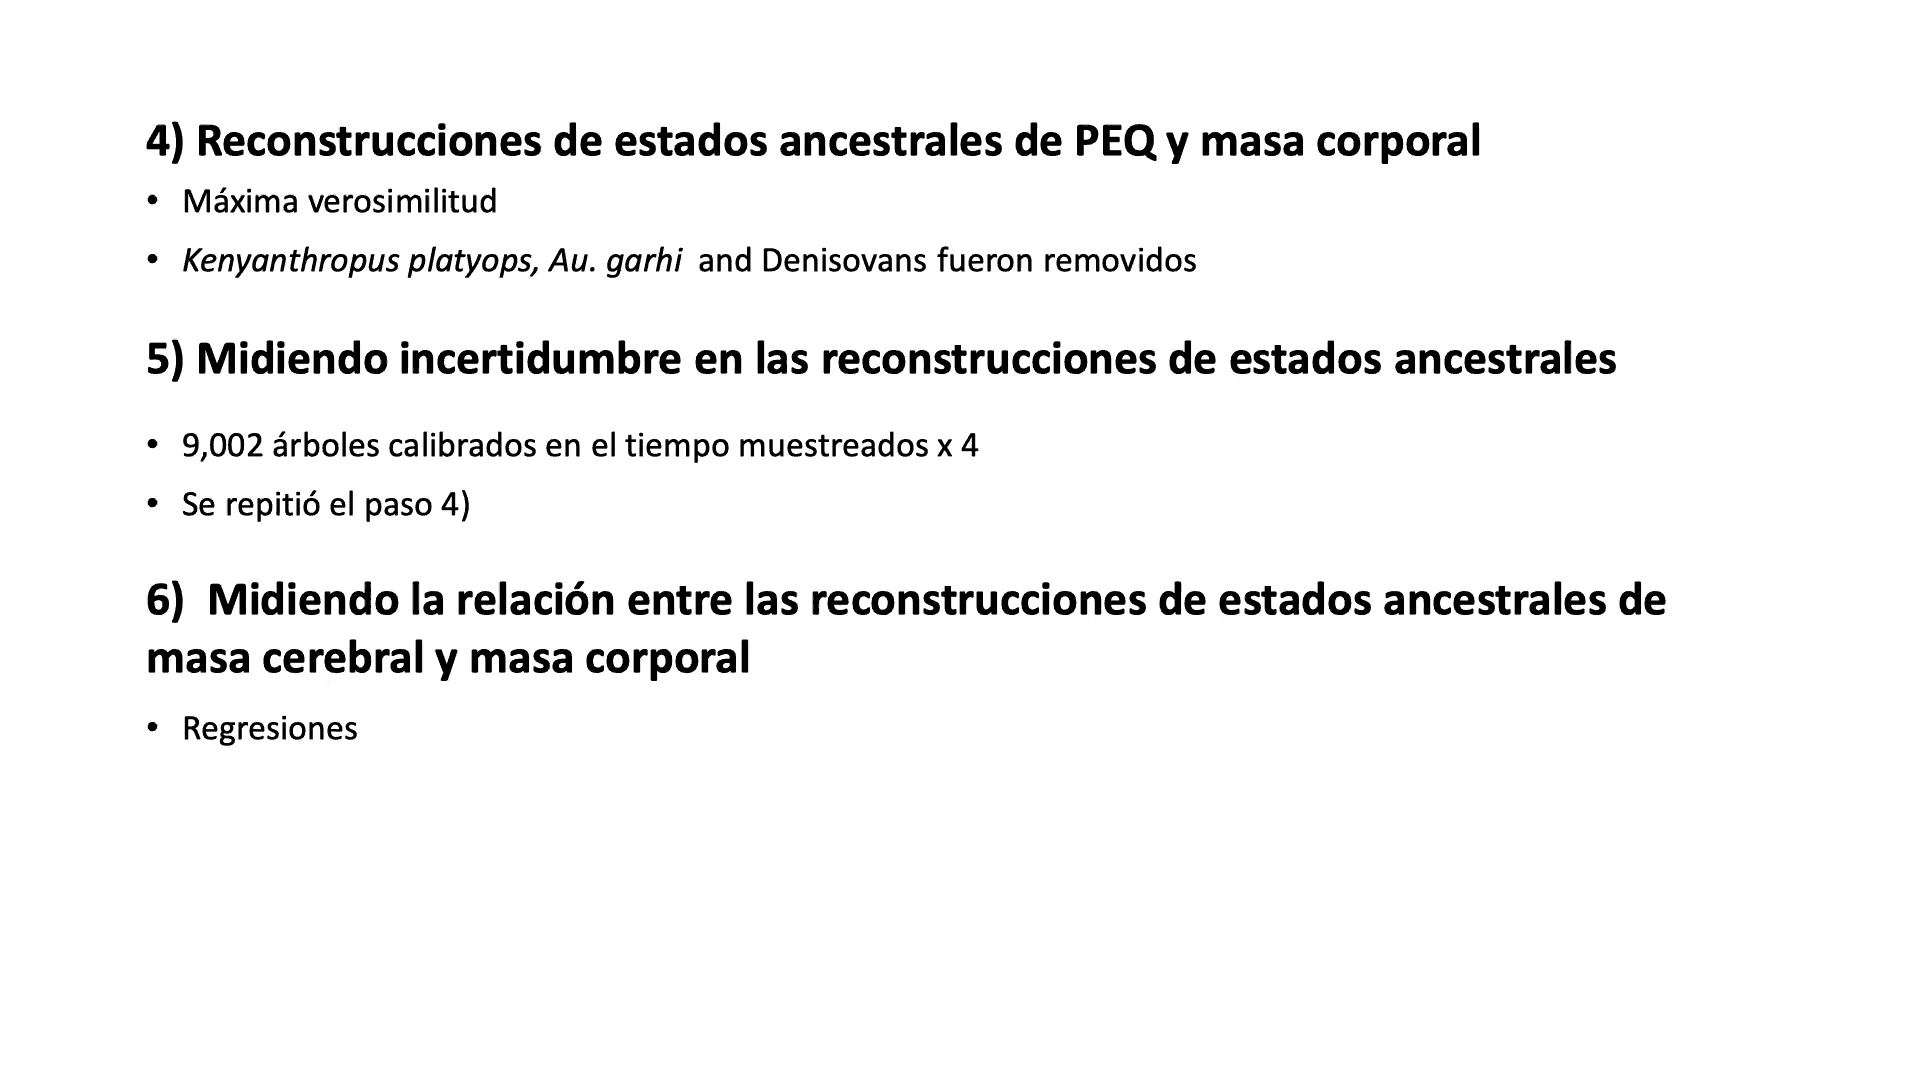 4) Reconstrucciones de estados ancestrales de PEQ y masa corporal
• Máxima verosimilitud
• Kenyanthropus platyops, Au. garhi and Denisovans fueron removidos
5) Midiendo incertidumbre en las reconstrucciones de estados ancestrales
• 9,002 árboles calibrados en el tiempo muestreados x 4
• Se repitió el paso 4)
6) Midiendo la relación entre las reconstrucciones de estados ancestrales de
masa cerebral y masa corporal
• Regresiones